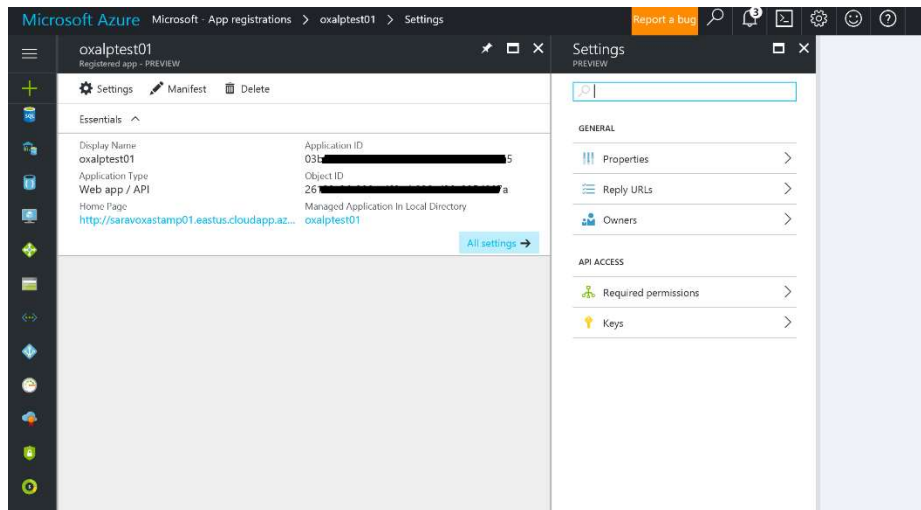 Microsoft Azure Microsoft - App registrations > oxalptest01 > Settings
Report a bug
3
oxalptest01
Registered app - PREVIEW
Settings
PREVIEW
Settings Manifest Delete
Essentials
Display Name
oxalptest01
Application ID
03b 5
Application Type
Web app / API
Object ID
26 a
Home Page
http://saravoxastamp01.eastus.cloudapp.az...
Managed Application In Local Directory
oxalptest01
All settings →
GENERAL
Properties
Reply URLs
Owners
API ACCESS
Required permissions
Keys
SQL